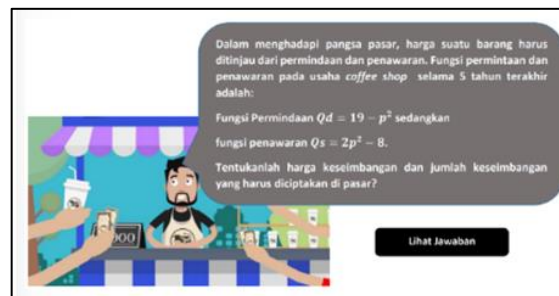 Dalam menghadapi pangsa pasar, harga suatu barang harus
ditinjau dari permindaan dan penawaran. Fungsi permintaan dan
penawaran pada usaha coffee shop selama 5 tahun terakhir
adalah:
Fungsi Permindaan Qd = 19 − p² sedangkan
fungsi penawaran Qs = 2p² − 8.
Tentukanlah harga keseimbangan dan jumlah keseimbangan
yang harus diciptakan di pasar?
Lihat Jawaban